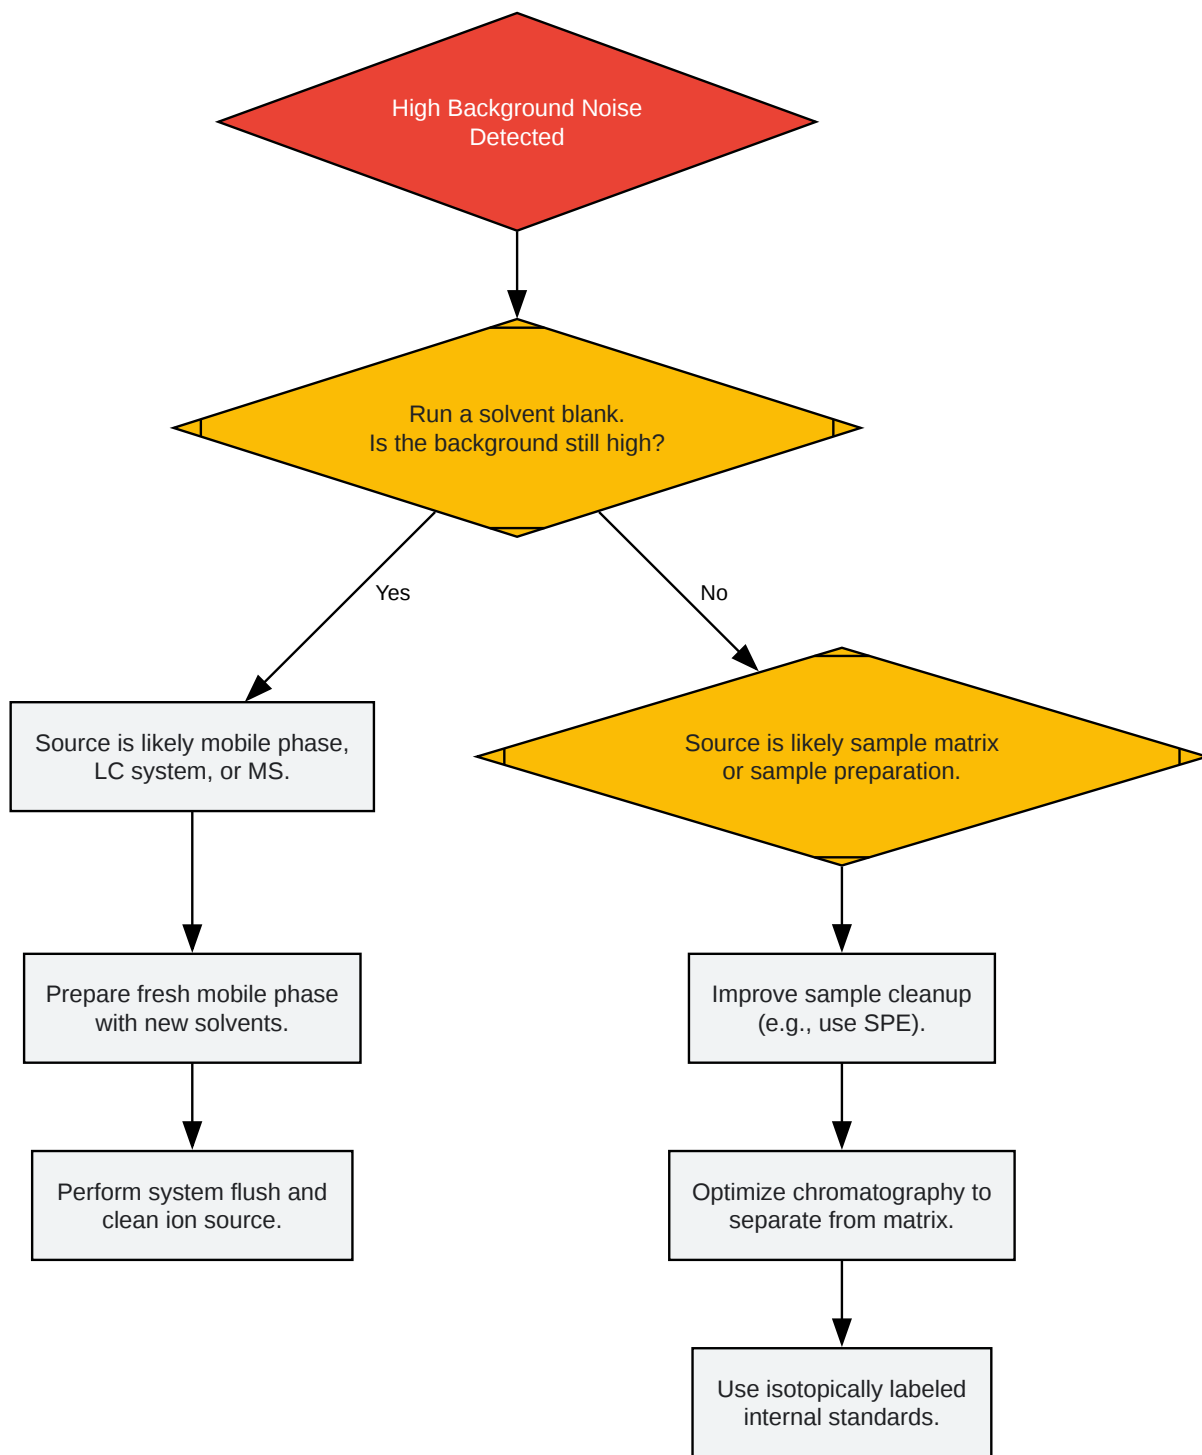 High Background Noise
Detected
Run a solvent blank.
Is the background still high?
Yes
No
Source is likely mobile phase,
LC system, or MS.
Source is likely sample matrix
or sample preparation.
Prepare fresh mobile phase
with new solvents.
Improve sample cleanup
(e.g., use SPE).
Perform system flush and
clean ion source.
Optimize chromatography to
separate from matrix.
Use isotopically labeled
internal standards.